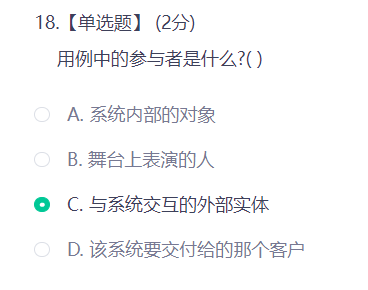 18.【单选题】 (2分)
用例中的参与者是什么?( )
A. 系统内部的对象
B. 舞台上表演的人
C. 与系统交互的外部实体
D. 该系统要交付给的那个客户